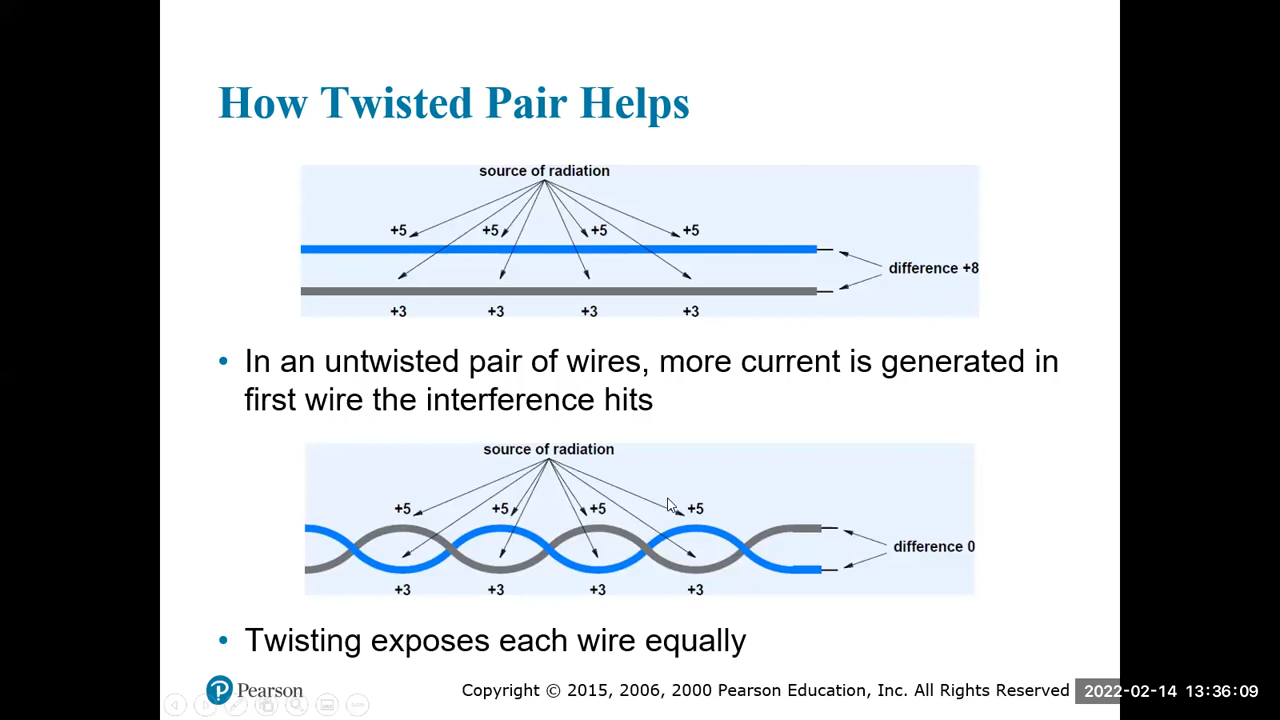 How Twisted Pair Helps
source of radiation
+5 +5 +5 +5
difference +8
+3 +3 +3 +3
• In an untwisted pair of wires, more current is generated in
first wire the interference hits
source of radiation
+5 +5 +5 +5
difference 0
+3 +3 +3 +3
• Twisting exposes each wire equally
Pearson
Copyright © 2015, 2006, 2000 Pearson Education, Inc. All Rights Reserved
2022-02-14 13:36:09